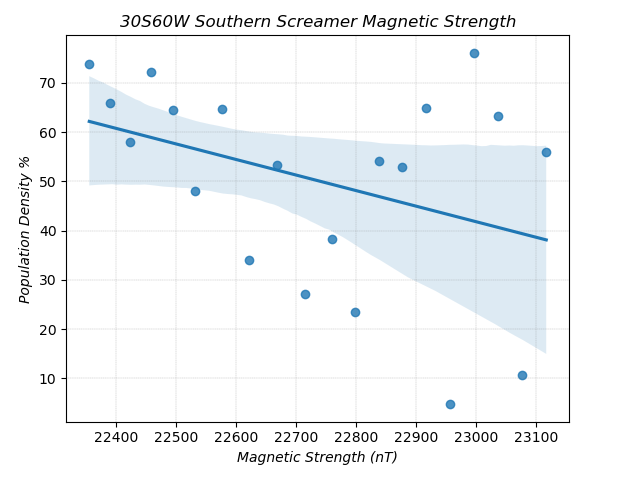 30S60W Southern Screamer Magnetic Strength
Population Density %
70
60
50
40
30
20
10
22400 22500 22600 22700 22800 22900 23000 23100
Magnetic Strength (nT)